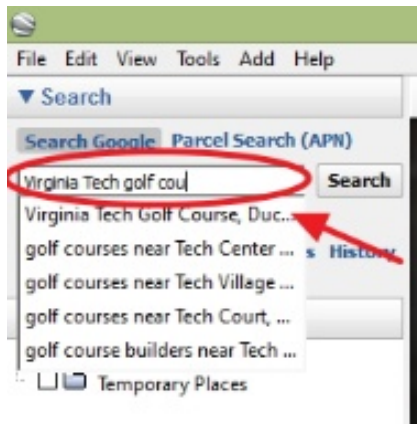 File Edit View Tools Add Help
▼ Search
Search Google Parcel Search (APN)
Virginia Tech golf cou Search
Virginia Tech Golf Course, Duc...
golf courses near Tech Center ... s History
golf courses near Tech Village ...
golf courses near Tech Court, ...
golf course builders near Tech ...
Temporary Places